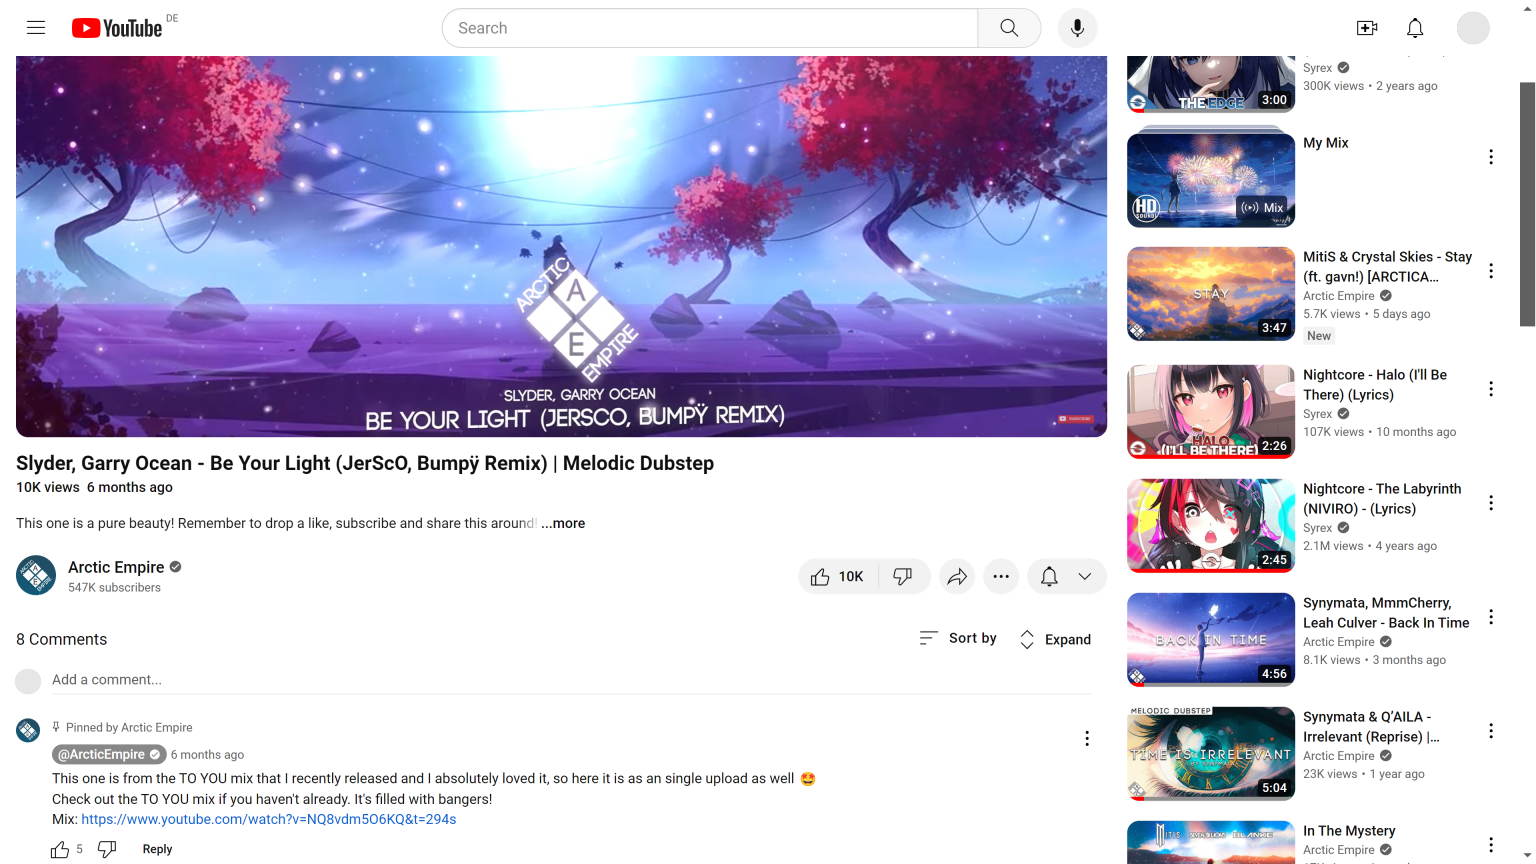 YouTube DE
Search
ARCTIC
A
E
EMPIRE
SLYDER, GARRY OCEAN
BE YOUR LIGHT (JERSCO, BUMPŸ REMIX)
Slyder, Garry Ocean - Be Your Light (JerScO, Bumpÿ Remix) | Melodic Dubstep
10K views 6 months ago
This one is a pure beauty! Remember to drop a like, subscribe and share this around! ...more
Arctic Empire
547K subscribers
10K
8 Comments
Sort by
Expand
Add a comment...
Pinned by Arctic Empire
@ArcticEmpire 6 months ago
This one is from the TO YOU mix that I recently released and I absolutely loved it, so here it is as an single upload as well 🤩
Check out the TO YOU mix if you haven't already. It's filled with bangers!
Mix: https://www.youtube.com/watch?v=NQ8vdm5O6KQ&t=294s
5
Reply
THE EDGE
3:00
Syrex
300K views • 2 years ago
HD
SOUND!
Mix
My Mix
STAY
3:47
MitiS & Crystal Skies - Stay
(ft. gavn!) [ARCTICA...
Arctic Empire
5.7K views • 5 days ago
New
HALO
(I'LL BE THERE)
2:26
Nightcore - Halo (I'll Be
There) (Lyrics)
Syrex
107K views • 10 months ago
2:45
Nightcore - The Labyrinth
(NIVIRO) - (Lyrics)
Syrex
2.1M views • 4 years ago
BACK IN TIME
4:56
Synymata, MmmCherry,
Leah Culver - Back In Time
Arctic Empire
8.1K views • 3 months ago
MELODIC DUBSTEP
TIME IS IRRELEVANT
5:04
Synymata & Q'AILA -
Irrelevant (Reprise) |...
Arctic Empire
23K views • 1 year ago
MITIS
In The Mystery
Arctic Empire